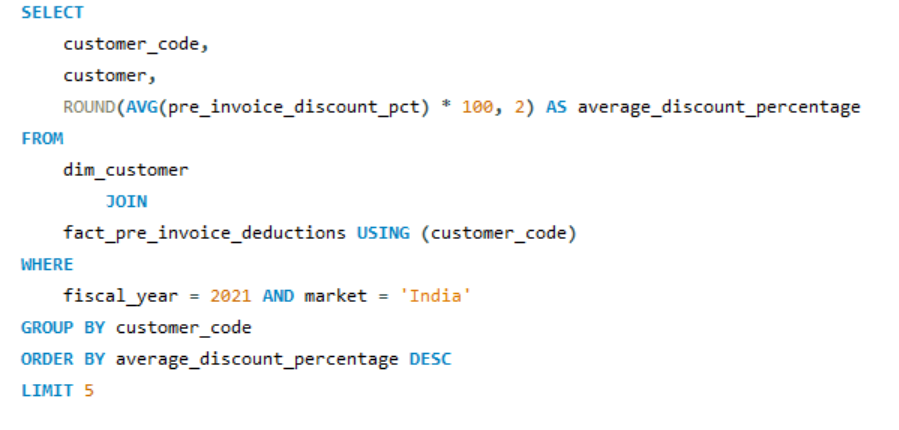 SELECT
customer_code,
customer,
ROUND(AVG(pre_invoice_discount_pct) * 100, 2) AS average_discount_percentage
FROM
dim_customer
JOIN
fact_pre_invoice_deductions USING (customer_code)
WHERE
fiscal_year = 2021 AND market = 'India'
GROUP BY customer_code
ORDER BY average_discount_percentage DESC
LIMIT 5